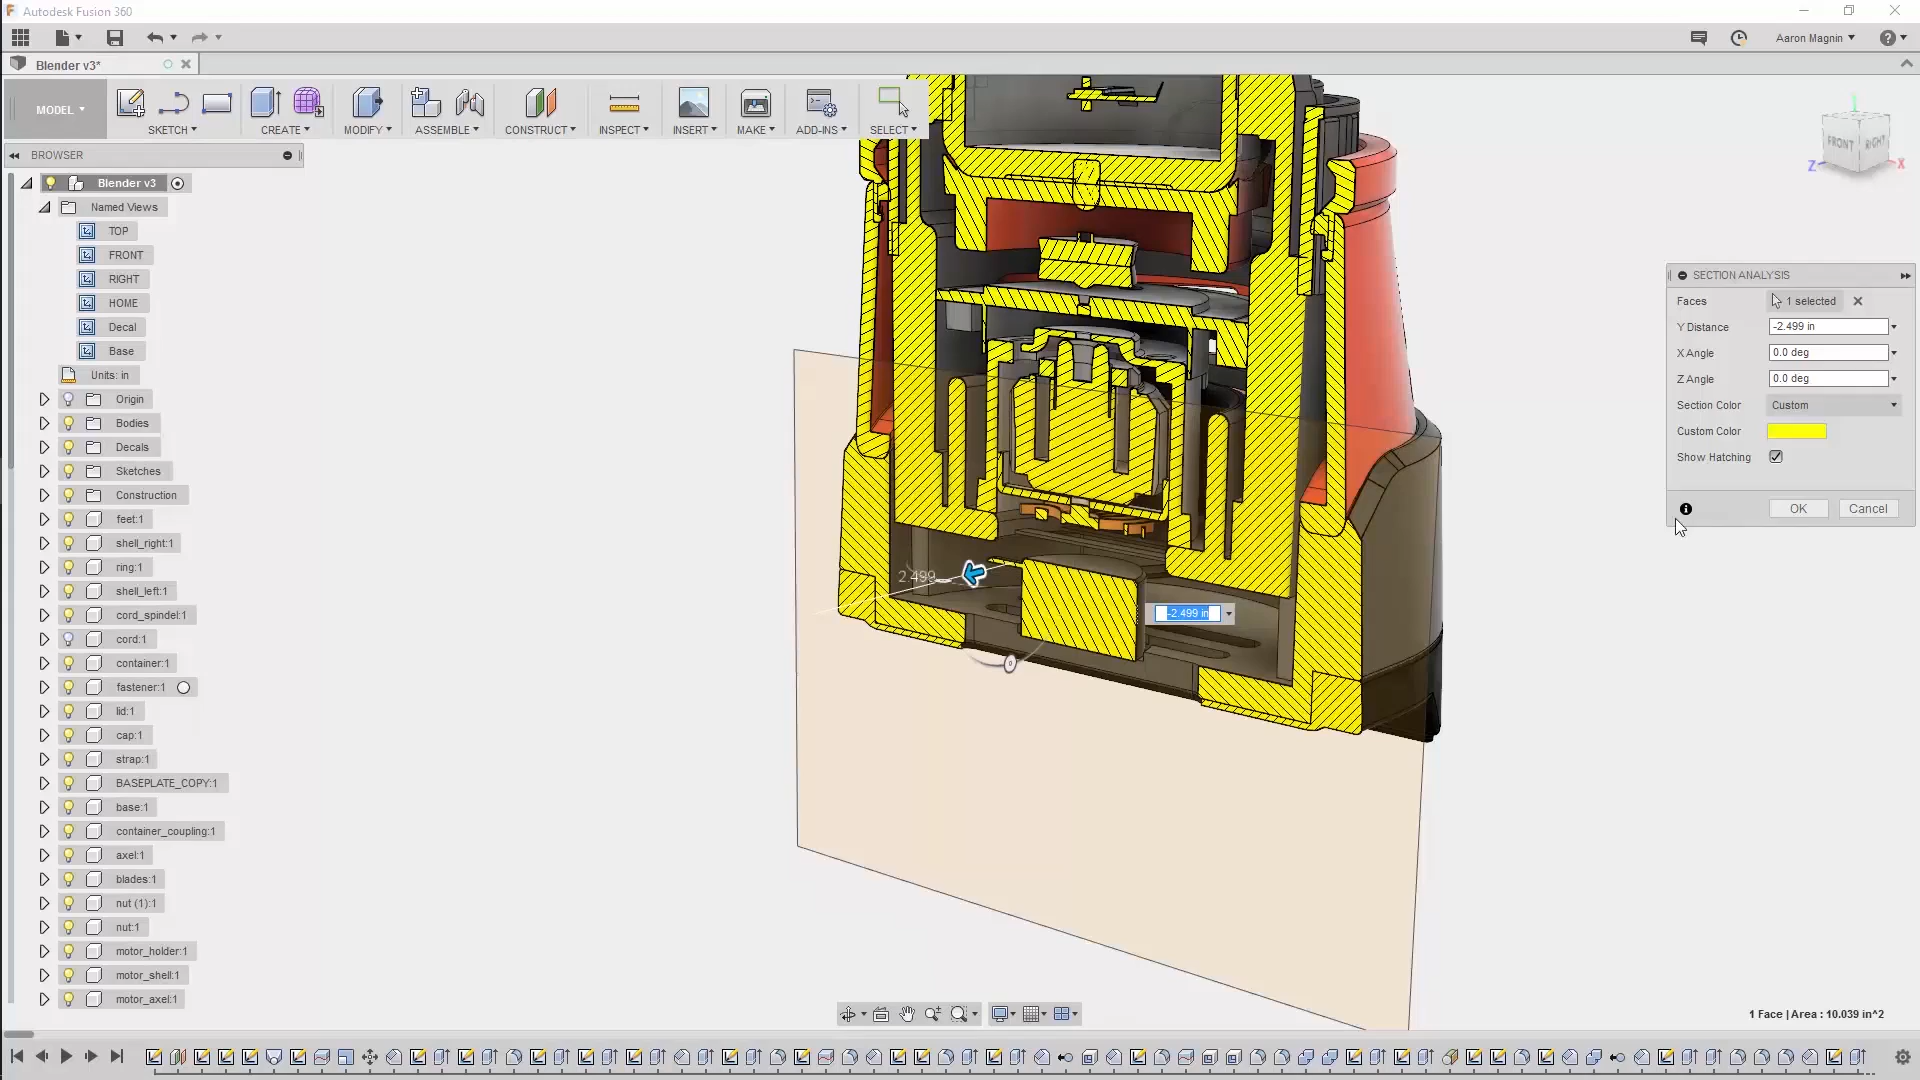 Autodesk Fusion 360
Aaron Magnin
Blender v3*
MODEL
SKETCH
CREATE
MODIFY
ASSEMBLE
CONSTRUCT
INSPECT
INSERT
MAKE
ADD-INS
SELECT
FRONT
RIGHT
Z
X
BROWSER
Blender v3
Named Views
TOP
FRONT
RIGHT
HOME
Decal
Base
Units: in
Origin
Bodies
Decals
Sketches
Construction
feet:1
shell_right:1
ring:1
shell_left:1
cord_spindel:1
cord:1
container:1
fastener:1
lid:1
cap:1
strap:1
BASEPLATE_COPY:1
base:1
container_coupling:1
axel:1
blades:1
nut (1):1
nut:1
motor_holder:1
motor_shell:1
motor_axel:1
2.499
-2.499 in
SECTION ANALYSIS
Faces
1 selected
Y Distance
-2.499 in
X Angle
0.0 deg
Z Angle
0.0 deg
Section Color
Custom
Custom Color
Show Hatching
OK
Cancel
1 Face | Area : 10.039 in^2